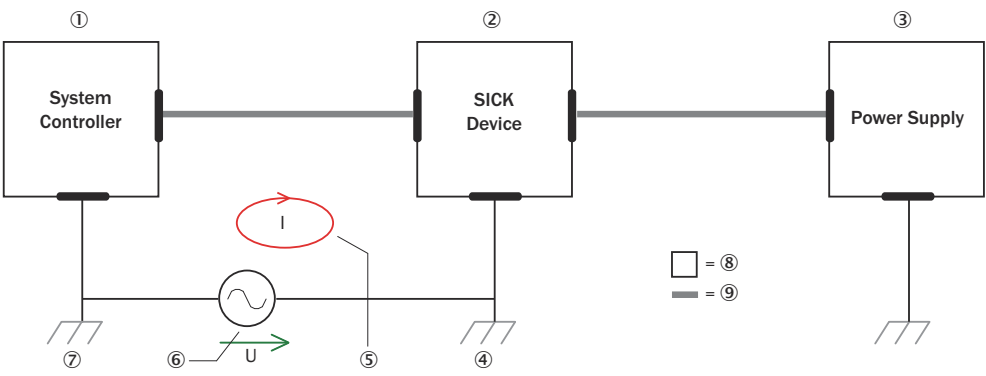 ① ② ③
System
Controller
SICK
Device
Power Supply
I
= ⑧
= ⑨
U
⑦ ⑥ ⑤ ④